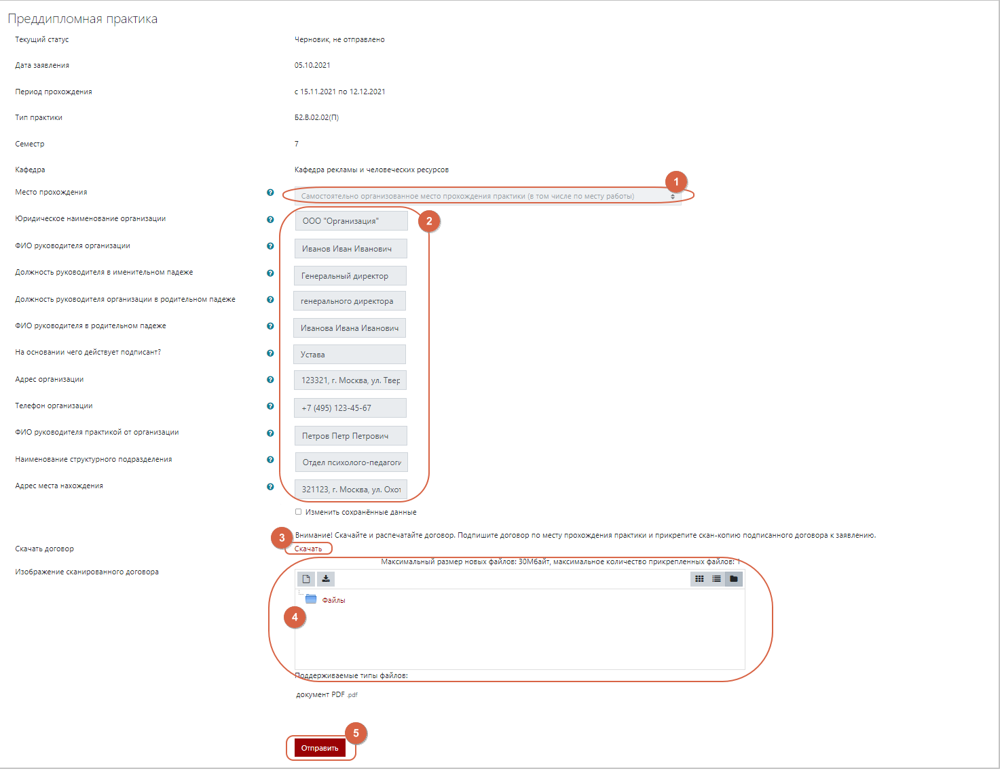 Преддипломная практика
Текущий статус Черновик, не отправлено
Дата заявления 05.10.2021
Период прохождения с 15.11.2021 по 12.12.2021
Тип практики Б2.В.02.02(П)
Семестр 7
Кафедра Кафедра рекламы и человеческих ресурсов
1
Место прохождения ? Самостоятельно организованное место прохождения практики (в том числе по месту работы)
Юридическое наименование организации ? ООО "Организация" 2
ФИО руководителя организации ? Иванов Иван Иванович
Должность руководителя в именительном падеже ? Генеральный директор
Должность руководителя организации в родительном падеже ? генерального директора
ФИО руководителя в родительном падеже ? Иванова Ивана Иванович
На основании чего действует подписант? ? Устава
Адрес организации ? 123321, г. Москва, ул. Твер
Телефон организации ? +7 (495) 123-45-67
ФИО руководителя практикой от организации ? Петров Петр Петрович
Наименование структурного подразделения ? Отдел психолого-педагоги
Адрес места нахождения ? 321123, г. Москва, ул. Охот
Изменить сохранённые данные
3 Внимание! Скачайте и распечатайте договор. Подпишите договор по месту прохождения практики и прикрепите скан-копию подписанного договора к заявлению.
Скачать договор Скачать
Максимальный размер новых файлов: 30Мбайт, максимальное количество прикрепленных файлов: 1
Изображение сканированного договора
Файлы
4
Поддерживаемые типы файлов:
документ PDF .pdf
5
Отправить